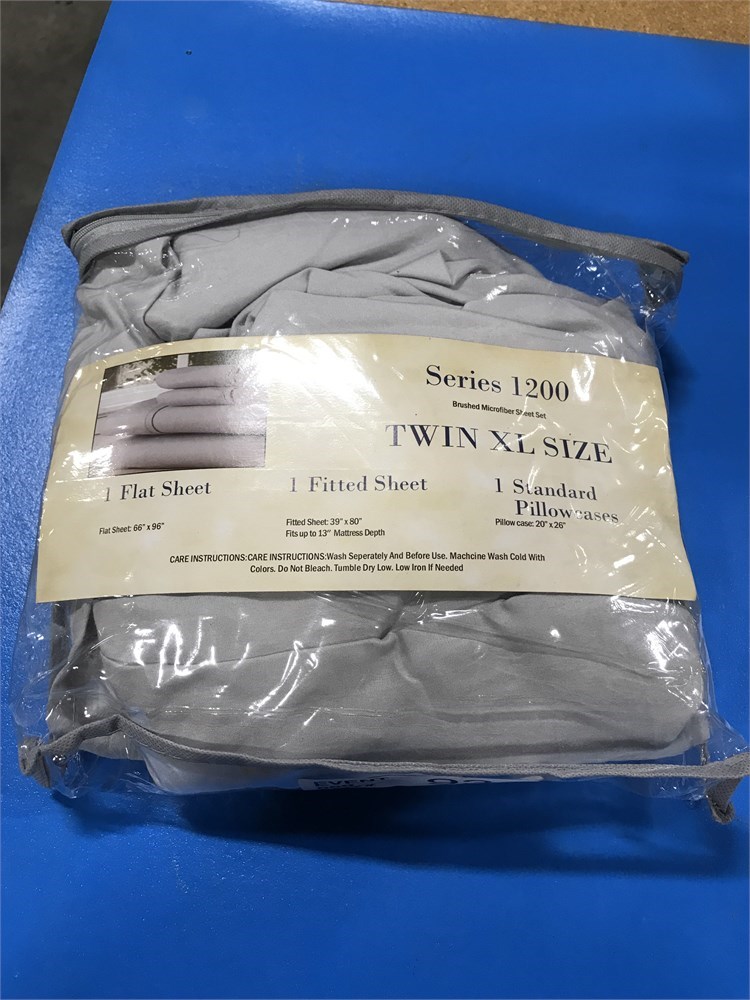 Series 1200
Brushed Microfiber Sheet Set
TWIN XL SIZE
1 Flat Sheet
Flat Sheet: 66" x 96"
1 Fitted Sheet
Fitted Sheet: 39" x 80"
Fits up to 13" Mattress Depth
1 Standard
Pillowcases
Pillow case: 20" x 26"
CARE INSTRUCTIONS:CARE INSTRUCTIONS:Wash Seperately And Before Use. Machcine Wash Cold With
Colors. Do Not Bleach. Tumble Dry Low. Low Iron If Needed